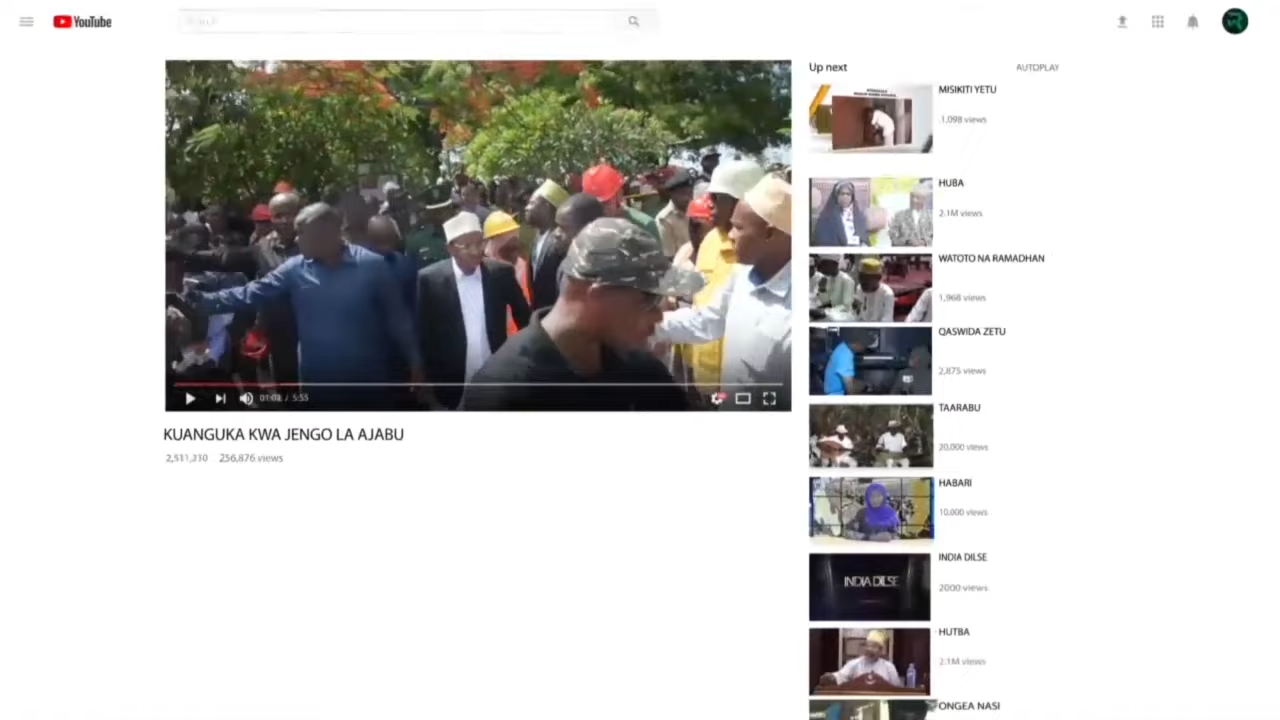 YouTube
KUANGUKA KWA JENGO LA AJABU
256,876 views
Up next
AUTOPLAY
MISIKITI YETU
1,098 views
HUBA
2.1M views
WATOTO NA RAMADHAN
1,968 views
QASWIDA ZETU
2,875 views
TAARABU
20,000 views
HABARI
10,000 views
INDIA DILSE
INDIA DILSE
2000 views
HUTBA
2.1M views
ONGEA NASI